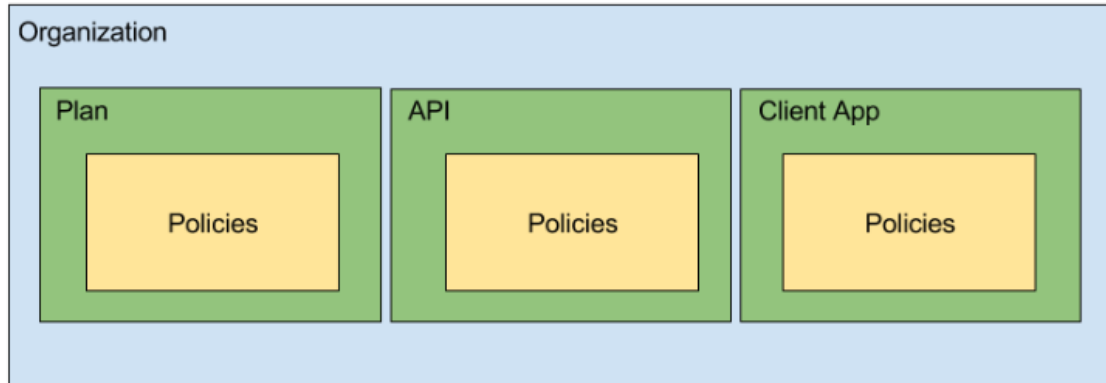 Organization
Plan
API
Client App
Policies
Policies
Policies